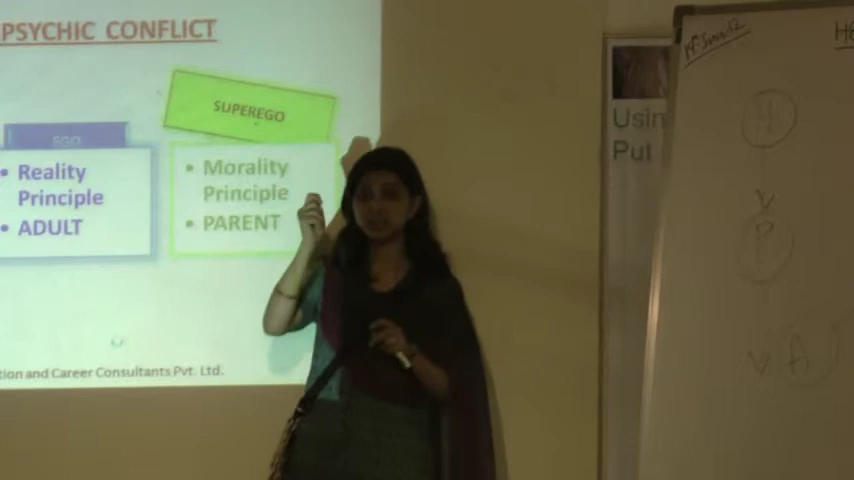 PSYCHIC CONFLICT
SUPEREGO
EGO
• Reality
Principle
• ADULT
• Morality
Principle
• PARENT
tion and Career Consultants Pvt. Ltd.
Usin
Put
P
V A